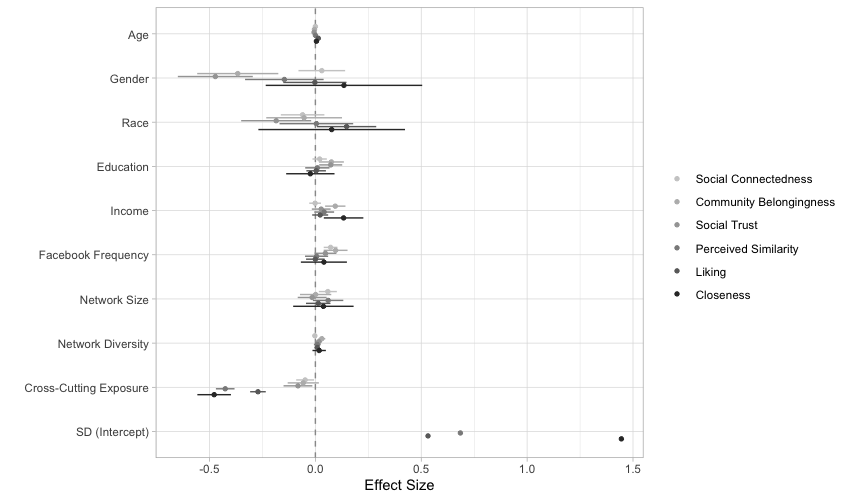 Age
Gender
Race
Education
Income
Facebook Frequency
Network Size
Network Diversity
Cross-Cutting Exposure
SD (Intercept)
-0.5
0.0
0.5
1.0
1.5
Effect Size
Social Connectedness
Community Belongingness
Social Trust
Perceived Similarity
Liking
Closeness